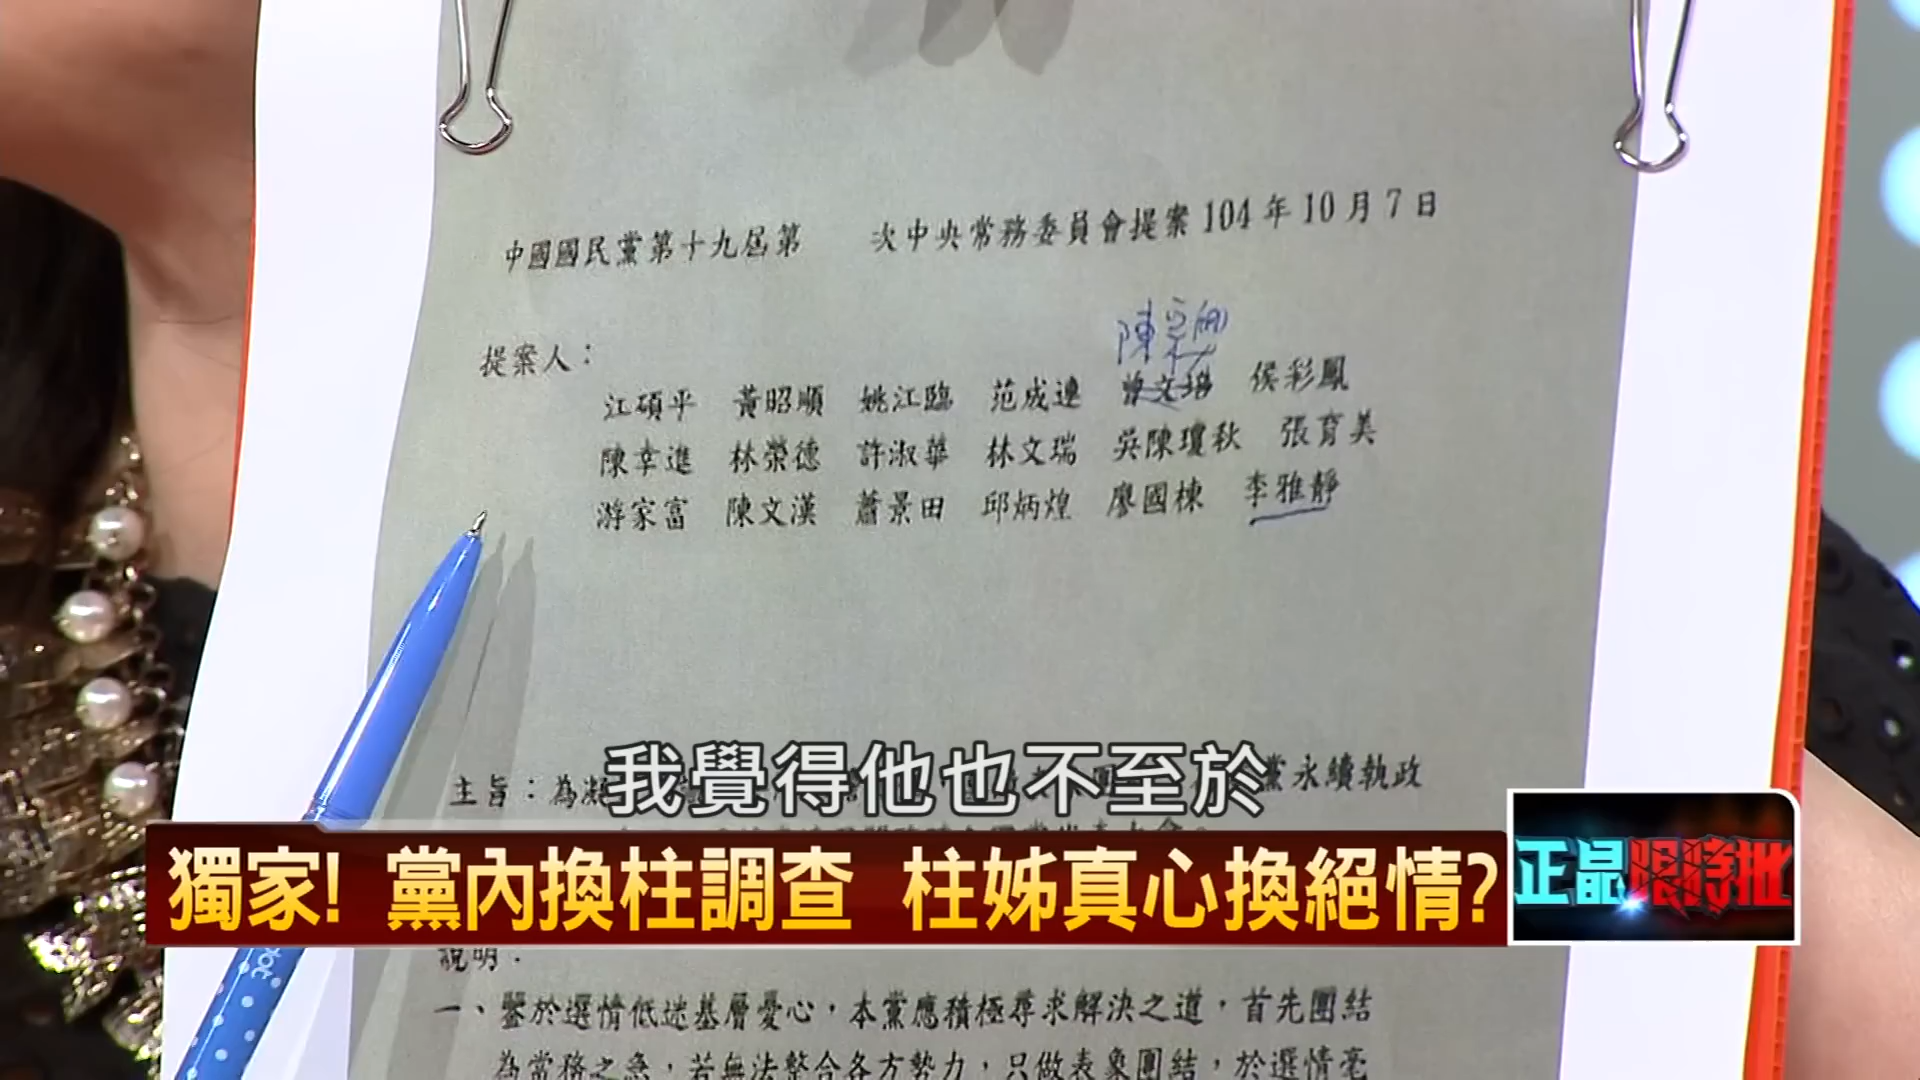 中國國民黨第十九屆第　　次中央常務委員會提案104年10月7日
陳
提案人：
江碩平　黃昭順　姚江臨　范成連　曾文培　侯彩鳳
陳幸進　林榮德　許淑華　林文瑞　吳陳瓊秋　張育美
游家富　陳文漢　蕭景田　邱炳煌　廖國棟　李雅靜
主旨：為凝　黨永續執政
我覺得他也不至於
獨家! 黨內換柱調查 柱姊真心換絕情?
正晶限時批
說明：
一、鑒於選情低迷基層憂心，本黨應積極尋求解決之道，首先團結
為當務之急，若無法整合各方勢力，只做表象團結，於選情毫